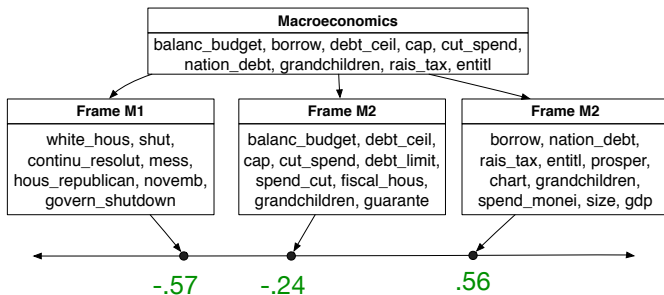 Macroeconomics
balanc_budget, borrow, debt_ceil, cap, cut_spend,
nation_debt, grandchildren, rais_tax, entitl
Frame M1
white_hous, shut,
continu_resolut, mess,
hous_republican, novemb,
govern_shutdown
Frame M2
balanc_budget, debt_ceil,
cap, cut_spend, debt_limit,
spend_cut, fiscal_hous,
grandchildren, guarante
Frame M2
borrow, nation_debt,
rais_tax, entitl, prosper,
chart, grandchildren,
spend_monei, size, gdp
-.57
-.24
.56